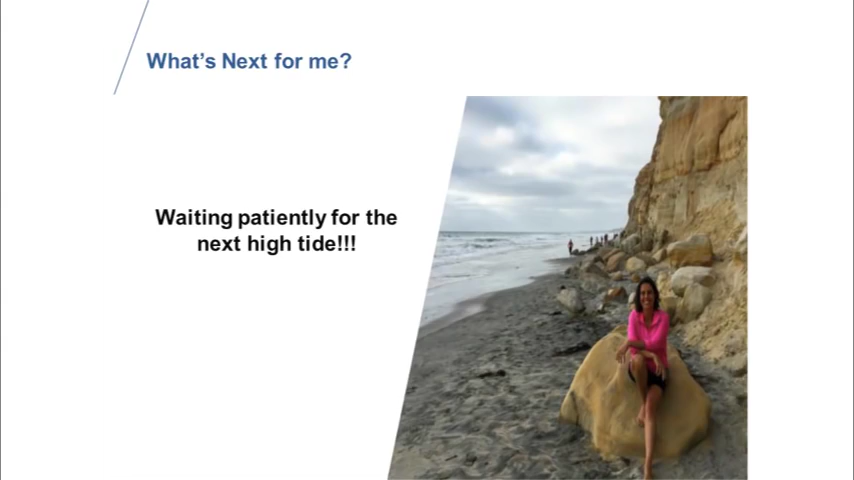 What’s Next for me?
Waiting patiently for the
next high tide!!!